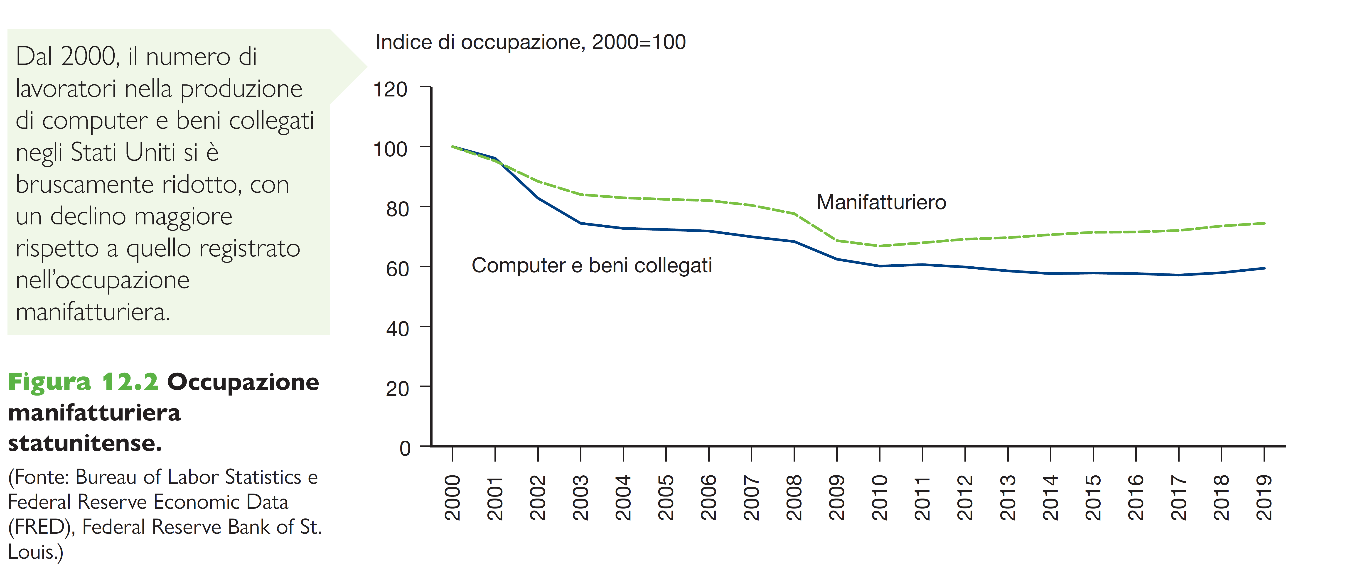 Dal 2000, il numero di
lavoratori nella produzione
di computer e beni collegati
negli Stati Uniti si è
bruscamente ridotto, con
un declino maggiore
rispetto a quello registrato
nell’occupazione
manifatturiera.
Figura 12.2 Occupazione
manifatturiera
statunitense.
(Fonte: Bureau of Labor Statistics e
Federal Reserve Economic Data
(FRED), Federal Reserve Bank of St.
Louis.)
Indice di occupazione, 2000=100
120
100
80
60
40
20
0
Manifatturiero
Computer e beni collegati
2000
2001
2002
2003
2004
2005
2006
2007
2008
2009
2010
2011
2012
2013
2014
2015
2016
2017
2018
2019